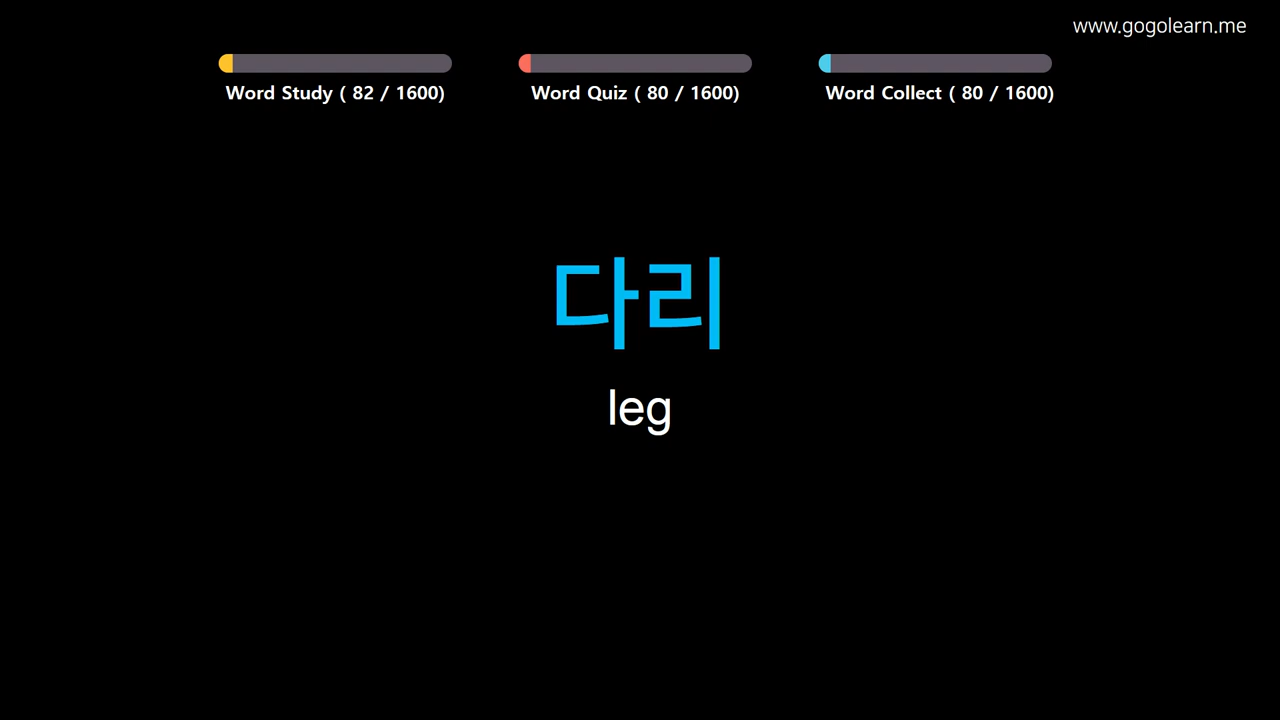 www.gogolearn.me
Word Study ( 82 / 1600)
Word Quiz ( 80 / 1600)
Word Collect ( 80 / 1600)
다리
leg